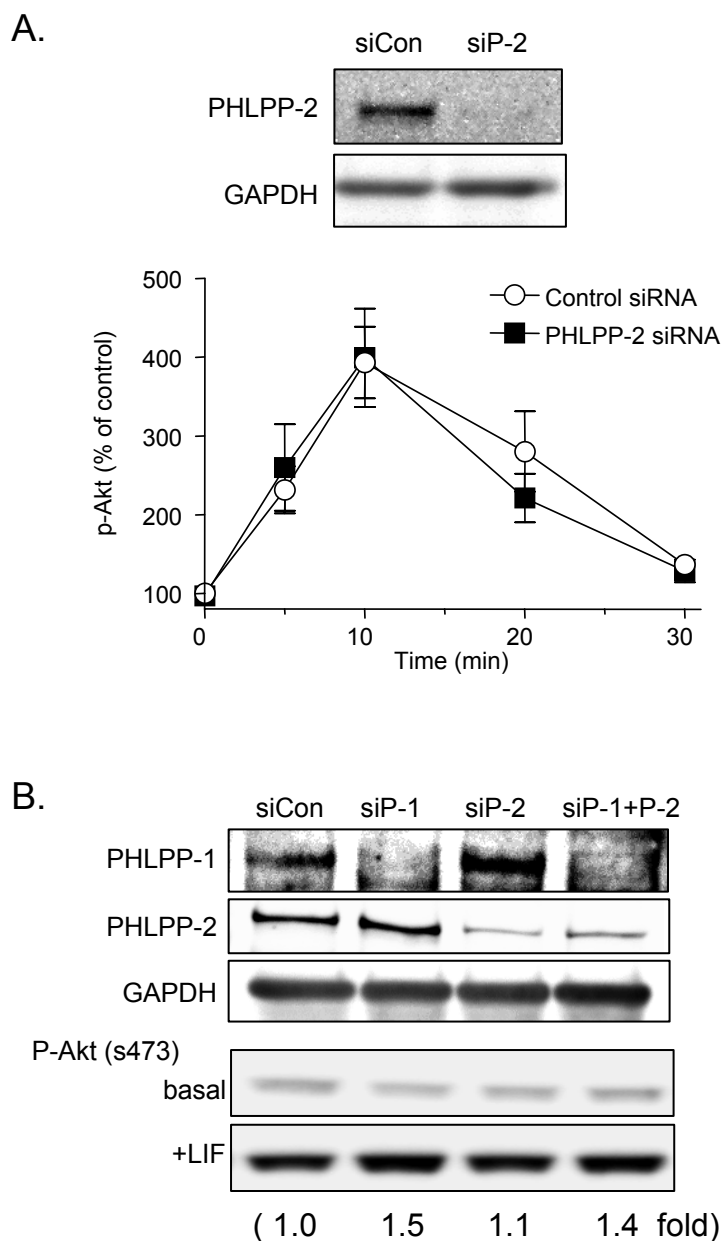 A.
siCon siP-2
PHLPP-2
GAPDH
500
400
300
200
100
p-Akt (% of control)
Control siRNA
PHLPP-2 siRNA
0 10 20 30
Time (min)
B.
siCon siP-1 siP-2 siP-1+P-2
PHLPP-1
PHLPP-2
GAPDH
P-Akt (s473)
basal
+LIF
( 1.0 1.5 1.1 1.4 fold)